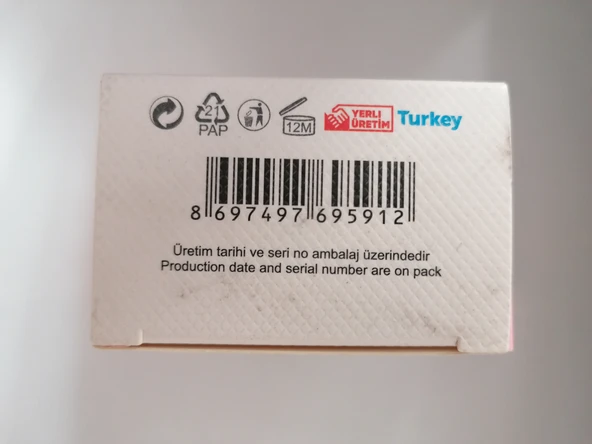 21
PAP
12M
YERLİ
ÜRETİM
Turkey
8 697497 695912
Üretim tarihi ve seri no ambalaj üzerindedir
Production date and serial number are on pack